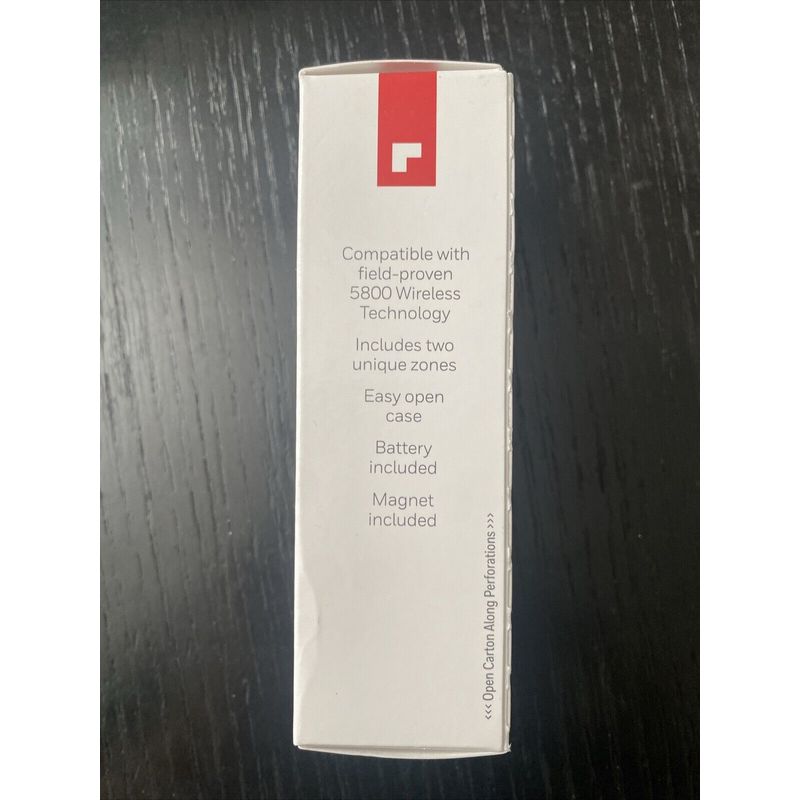 Compatible with
field-proven
5800 Wireless
Technology
Includes two
unique zones
Easy open
case
Battery
included
Magnet
included
<<< Open Carton Along Perforations >>>